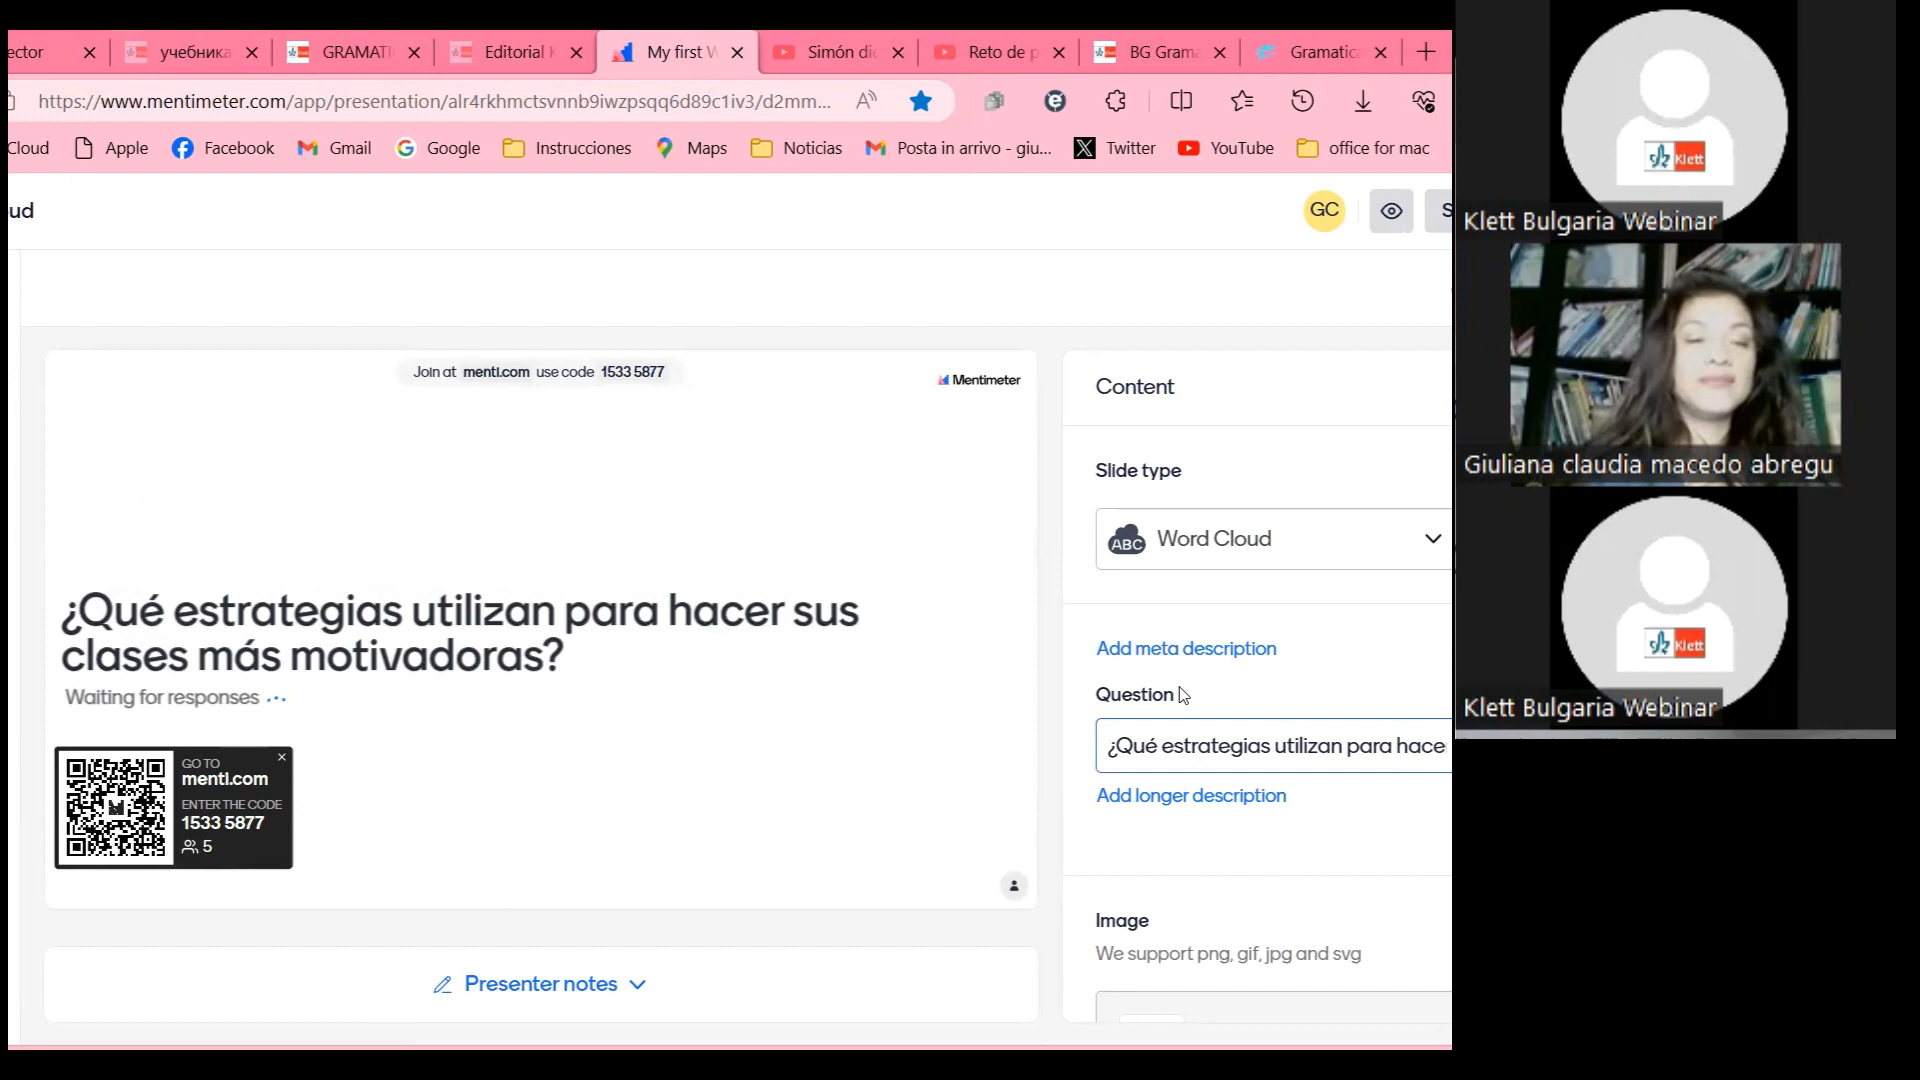 ector
учебника
GRAMATI
Editorial K
My first W
Simón dic
Reto de p
BG Grama
Gramatica
https://www.mentimeter.com/app/presentation/alr4rkhmctsvnnb9iwzpsqq6d89c1iv3/d2mm...
Cloud
Apple
Facebook
Gmail
Google
Instrucciones
Maps
Noticias
Posta in arrivo - giu...
Twitter
YouTube
office for mac
ud
GC
S
Join at menti.com use code 1533 5877
Mentimeter
¿Qué estrategias utilizan para hacer sus
clases más motivadoras?
Waiting for responses
GO TO
menti.com
ENTER THE CODE
1533 5877
5
Presenter notes
Content
Slide type
ABC
Word Cloud
Add meta description
Question
¿Qué estrategias utilizan para hace
Add longer description
Image
We support png, gif, jpg and svg
Klett
Klett Bulgaria Webinar
Giuliana claudia macedo abregu
Klett
Klett Bulgaria Webinar